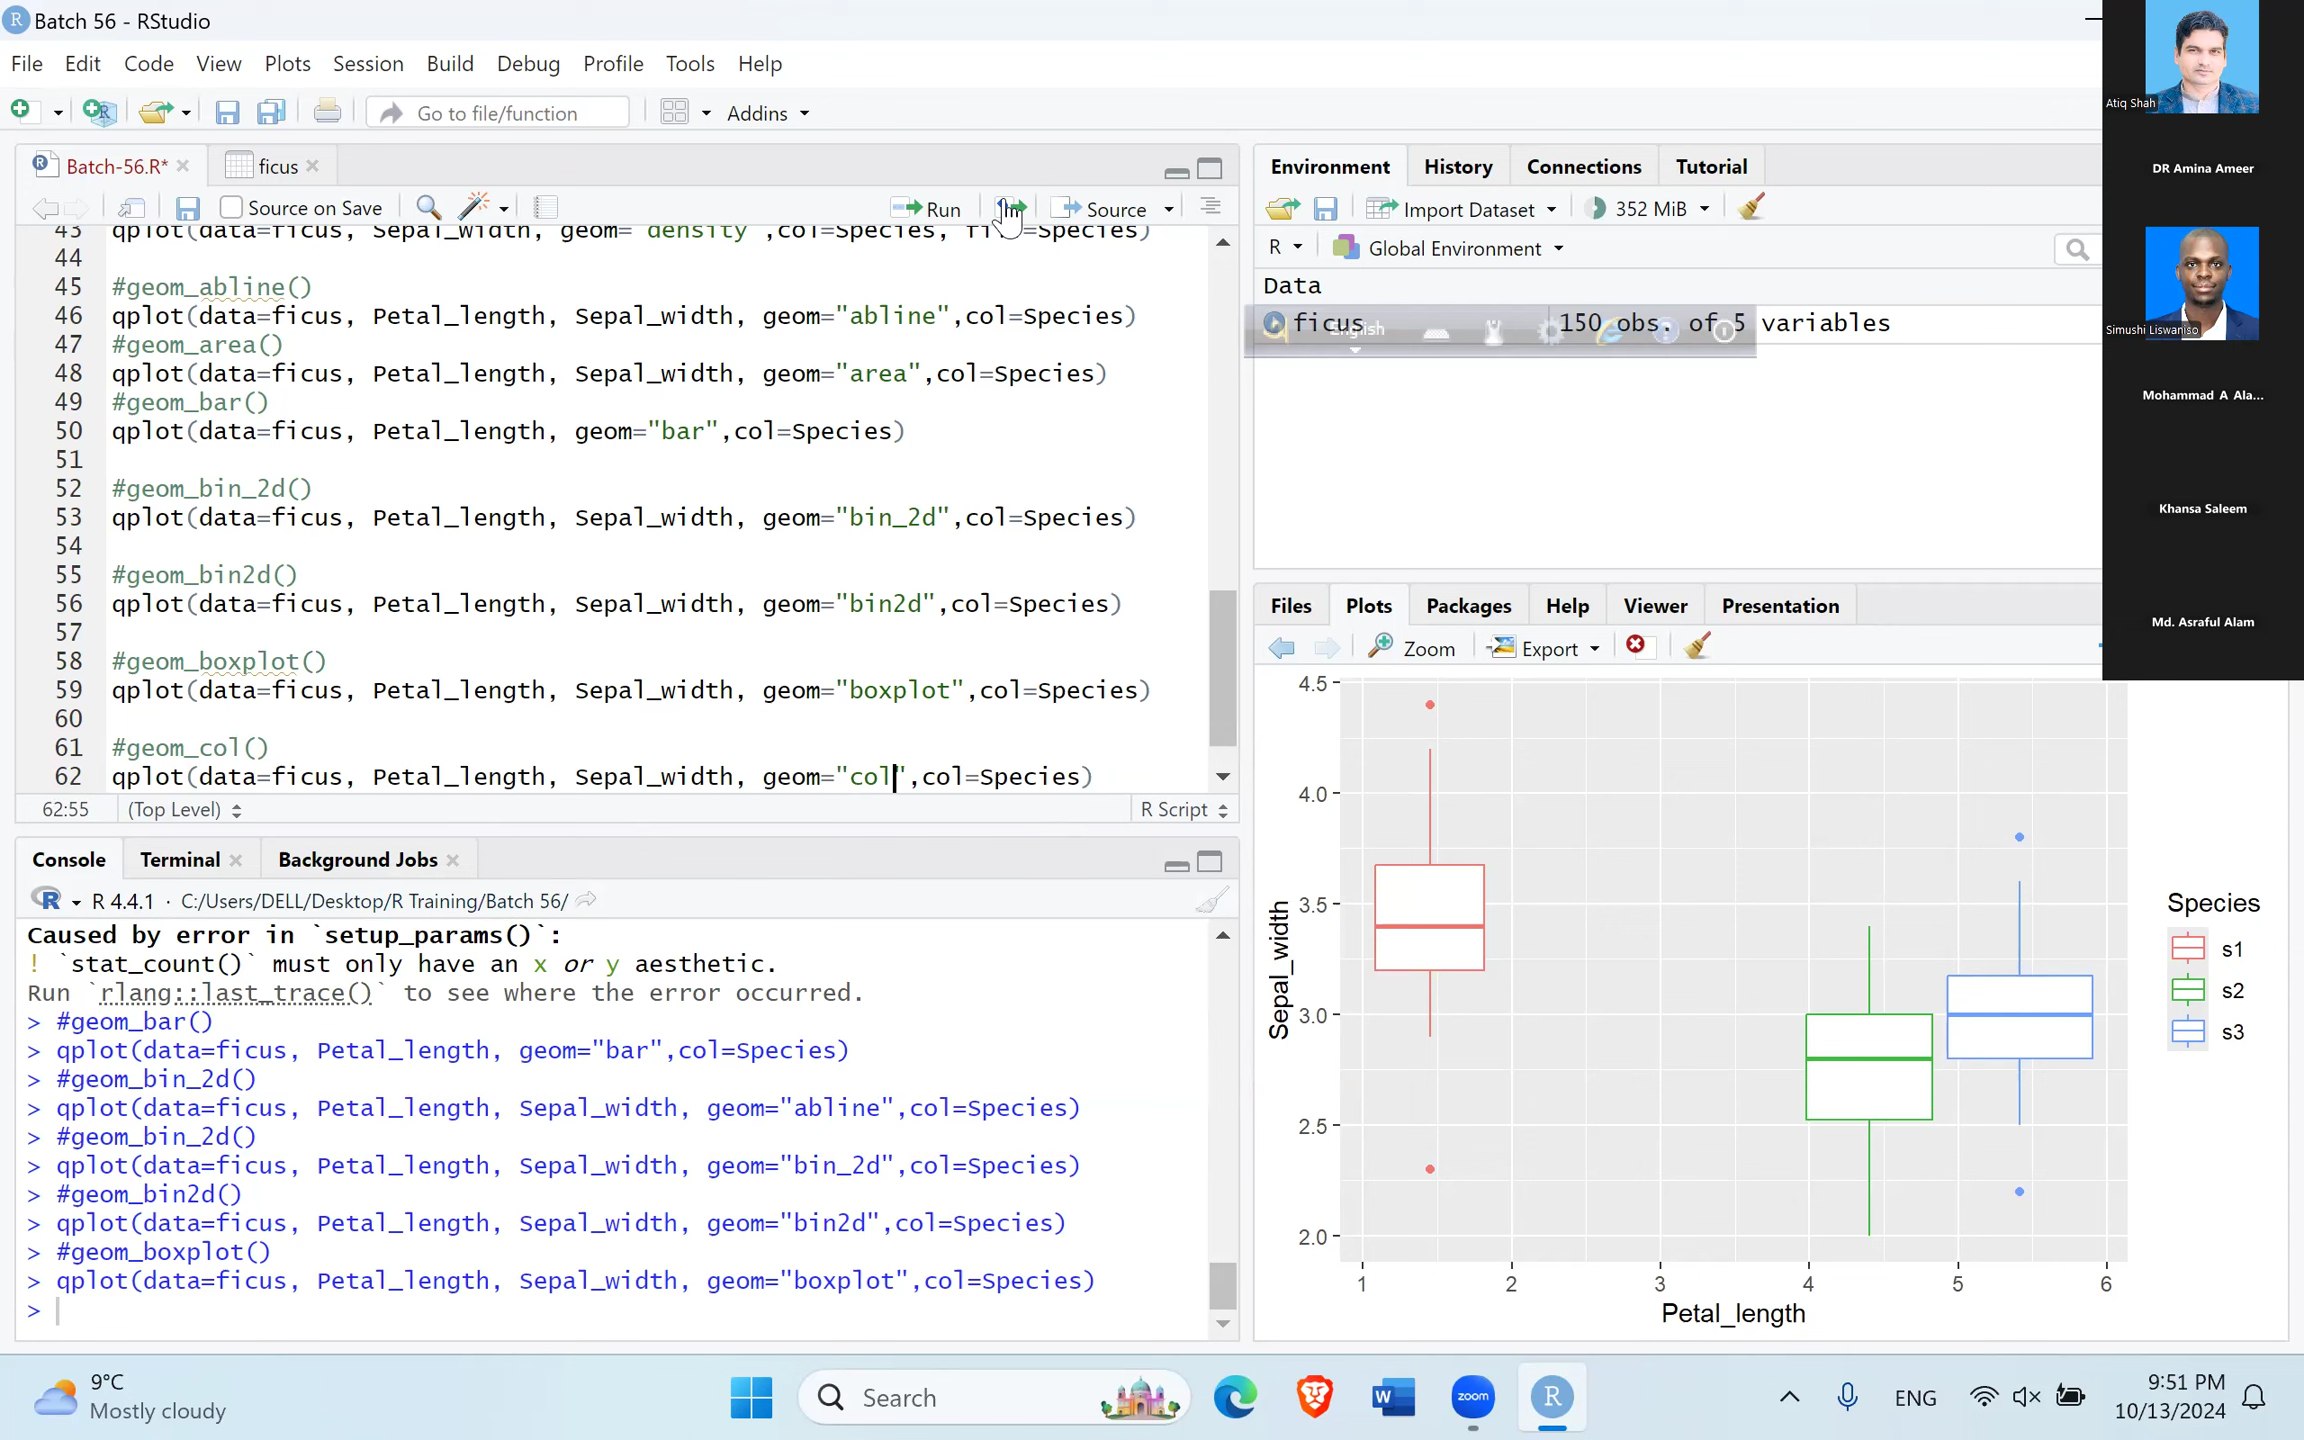 Batch 56 - RStudio
File Edit Code View Plots Session Build Debug Profile Tools Help
Go to file/function Addins
Batch-56.R* ficus
Source on Save Run Source
43 qplot(data=ficus, Sepal_width, geom="density",col=Species, fill=Species)
44
45 #geom_abline()
46 qplot(data=ficus, Petal_length, Sepal_width, geom="abline",col=Species)
47 #geom_area()
48 qplot(data=ficus, Petal_length, Sepal_width, geom="area",col=Species)
49 #geom_bar()
50 qplot(data=ficus, Petal_length, geom="bar",col=Species)
51
52 #geom_bin_2d()
53 qplot(data=ficus, Petal_length, Sepal_width, geom="bin_2d",col=Species)
54
55 #geom_bin2d()
56 qplot(data=ficus, Petal_length, Sepal_width, geom="bin2d",col=Species)
57
58 #geom_boxplot()
59 qplot(data=ficus, Petal_length, Sepal_width, geom="boxplot",col=Species)
60
61 #geom_col()
62 qplot(data=ficus, Petal_length, Sepal_width, geom="col",col=Species)
62:55 (Top Level) R Script
Console Terminal Background Jobs
R 4.4.1 · C:/Users/DELL/Desktop/R Training/Batch 56/
Caused by error in `setup_params()`:
! `stat_count()` must only have an x or y aesthetic.
Run `rlang::last_trace()` to see where the error occurred.
> #geom_bar()
> qplot(data=ficus, Petal_length, geom="bar",col=Species)
> #geom_bin_2d()
> qplot(data=ficus, Petal_length, Sepal_width, geom="abline",col=Species)
> #geom_bin_2d()
> qplot(data=ficus, Petal_length, Sepal_width, geom="bin_2d",col=Species)
> #geom_bin2d()
> qplot(data=ficus, Petal_length, Sepal_width, geom="bin2d",col=Species)
> #geom_boxplot()
> qplot(data=ficus, Petal_length, Sepal_width, geom="boxplot",col=Species)
>
Environment History Connections Tutorial
Import Dataset 352 MiB
R Global Environment
Data
ficus 150 obs. of 5 variables
English
Files Plots Packages Help Viewer Presentation
Zoom Export
4.5
4.0
3.5
3.0
2.5
2.0
Sepal_width
1 2 3 4 5 6
Petal_length
Species
s1
s2
s3
Atiq Shah
DR Amina Ameer
Simushi Liswaniso
Mohammad A Ala...
Khansa Saleem
Md. Asraful Alam
9°C
Mostly cloudy
Search
zoom
ENG
9:51 PM
10/13/2024